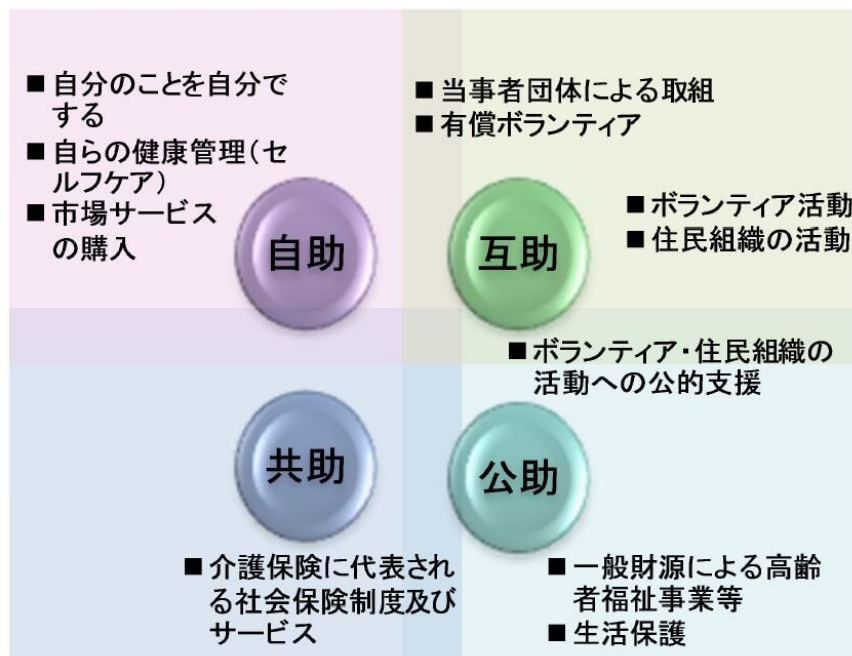 ■ 自分のことを自分で
する
■ 自らの健康管理(セ
ルフケア)
■ 市場サービス
の購入
自助
■ 当事者団体による取組
■ 有償ボランティア
互助
■ ボランティア活動
■ 住民組織の活動
■ ボランティア・住民組織の
活動への公的支援
共助
■ 介護保険に代表され
る社会保険制度及び
サービス
公助
■ 一般財源による高齢
者福祉事業等
■ 生活保護